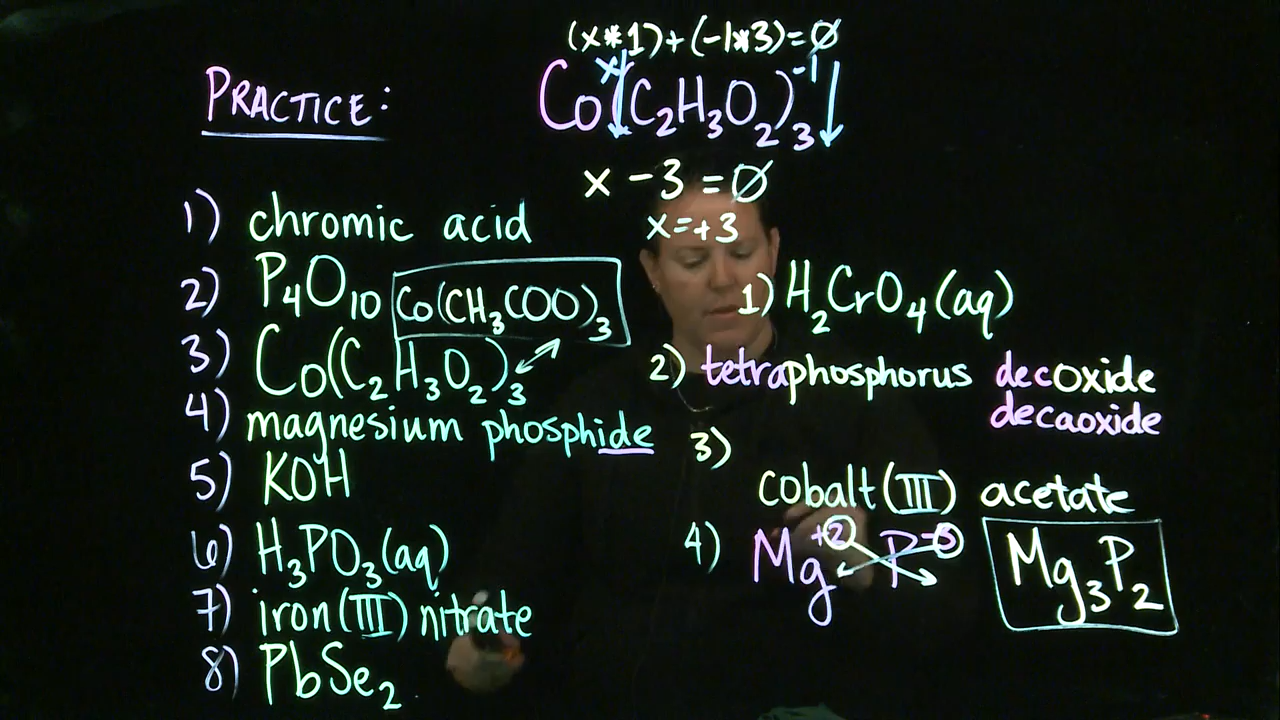 (x*1)+(-1*3)=∅
PRACTICE:
Co(C₂H₃O₂)₃ x -1
x -3 = ∅
x=+3
1) chromic acid
2) P₄O₁₀
Co(CH₃COO)₃
3) Co(C₂H₃O₂)₃
4) magnesium phosphide
5) KOH
6) H₃PO₃(aq)
7) iron(III) nitrate
8) PbSe₂
1) H₂CrO₄(aq)
2) tetraphosphorus decoxide
decaoxide
3)
cobalt(III) acetate
4) Mg⁺² P⁻³ Mg₃P₂